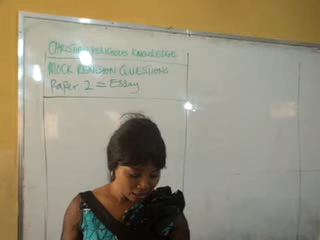 CHRISTIAN RELIGIOUS KNOWLEDGE
MOCK REVISION QUESTIONS
Paper 2 = Essay